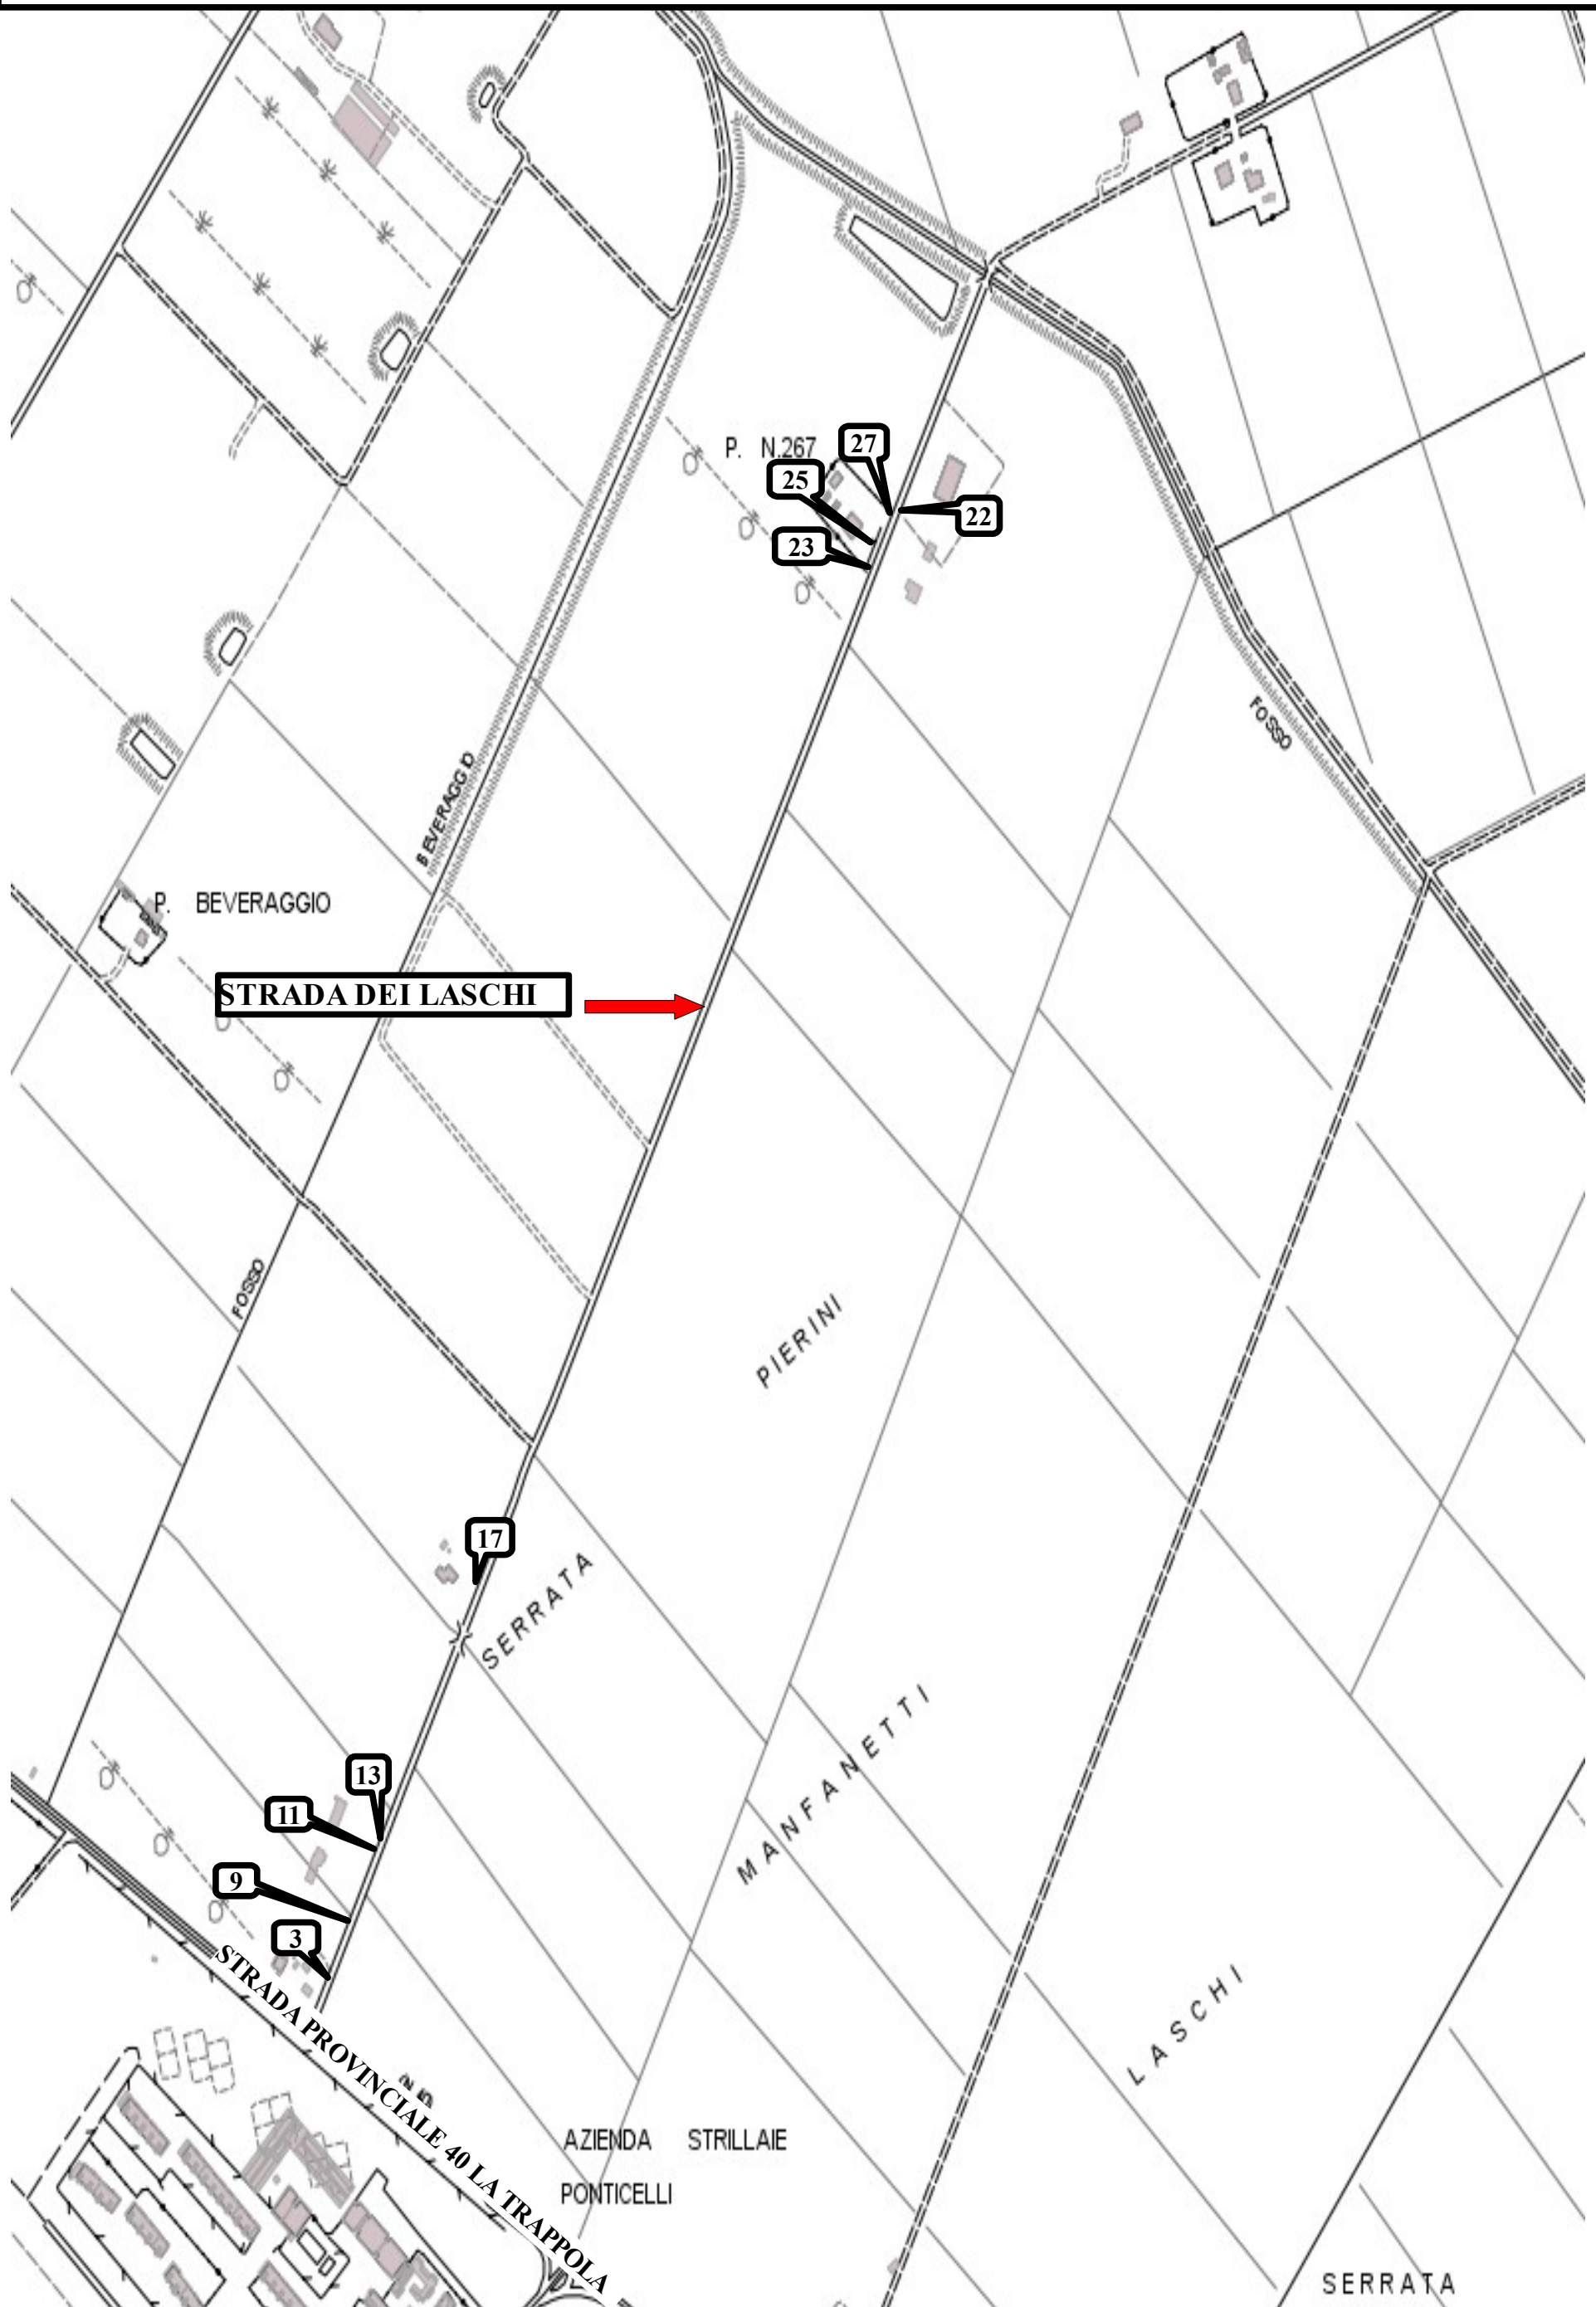 P. N.267
27
25
22
23
FOSSO
BEVERAGGIO
P. BEVERAGGIO
STRADA DEI LASCHI
FOSSO
PIERINI
17
SERRATA
MANFANETTI
13
11
9
3
LASCHI
STRADA PROVINCIALE 40 LA TRAPPOLA
AZIENDA STRILLAIE
PONTICELLI
SERRATA